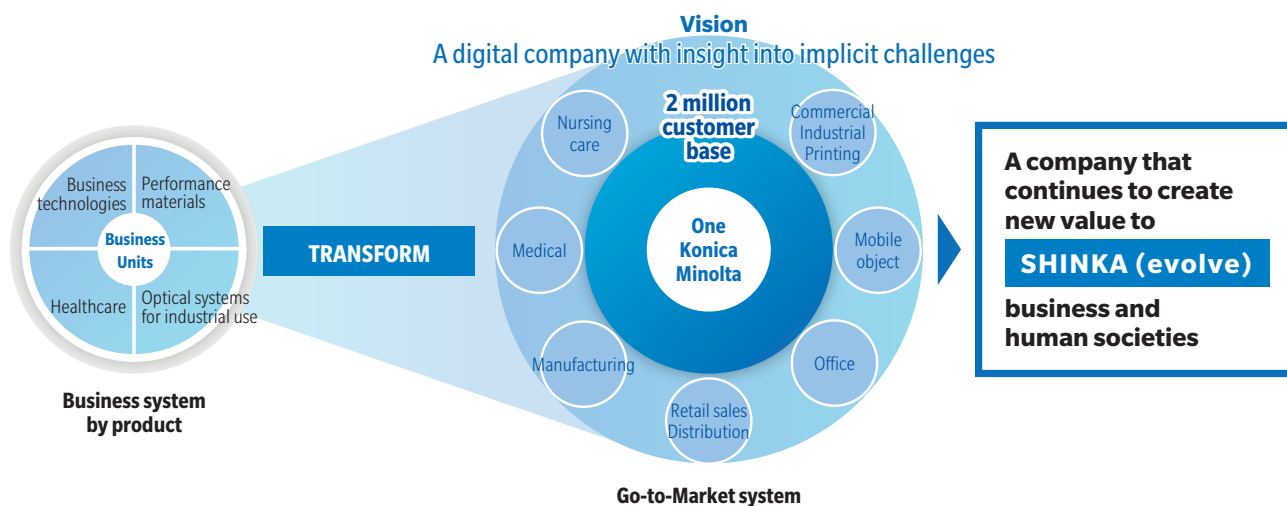 Vision
A digital company with insight into implicit challenges
Business
technologies
Performance
materials
Business
Units
Healthcare
Optical systems
for industrial use
Business system
by product
TRANSFORM
2 million
customer
base
Nursing
care
Commercial
Industrial
Printing
Medical
One
Konica
Minolta
Mobile
object
Manufacturing
Office
Retail sales
Distribution
Go-to-Market system
A company that
continues to create
new value to
SHINKA (evolve)
business and
human societies